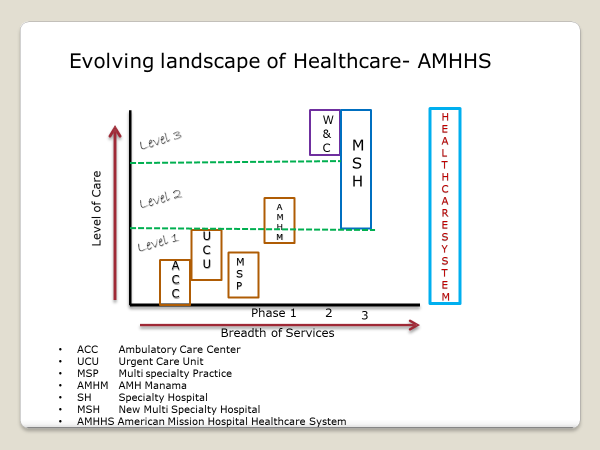 Evolving landscape of Healthcare- AMHHS
Level of Care
Level 3
Level 2
Level 1
W
&
C
M
S
H
A
M
H
M
U
C
U
M
S
P
A
C
C
H
E
A
L
T
H
C
A
R
E
S
Y
S
T
E
M
Phase 1 2 3
Breadth of Services
• ACC Ambulatory Care Center
• UCU Urgent Care Unit
• MSP Multi specialty Practice
• AMHM AMH Manama
• SH Specialty Hospital
• MSH New Multi Specialty Hospital
• AMHHS American Mission Hospital Healthcare System